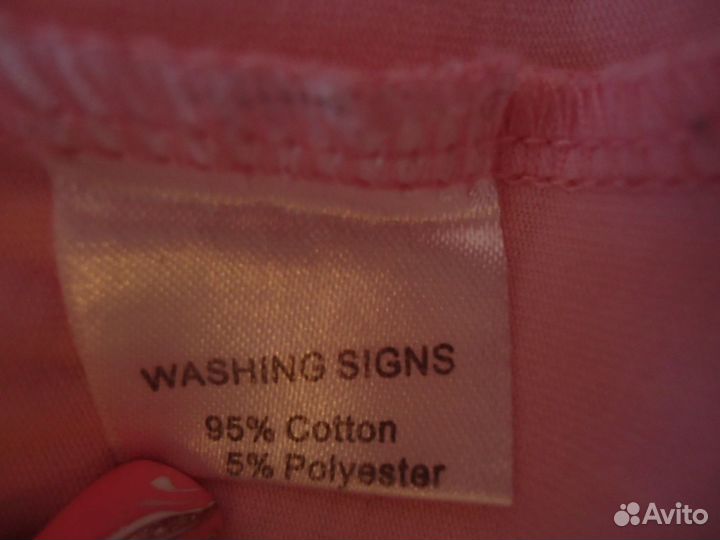 WASHING SIGNS
95% Cotton
5% Polyester
Avito